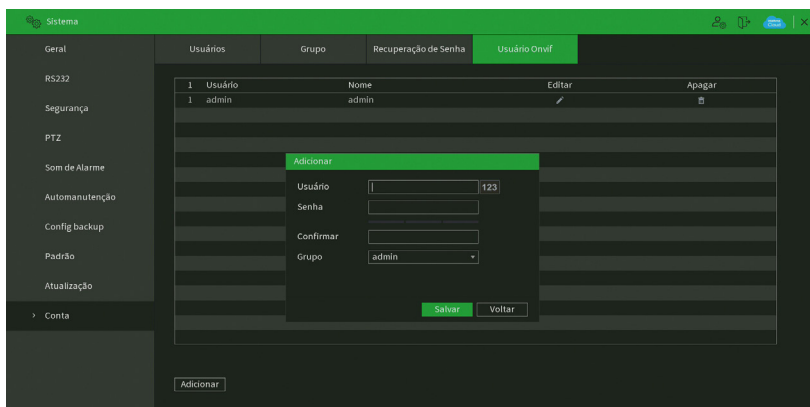 Sistema
Geral
RS232
Segurança
PTZ
Som de Alarme
Automanutenção
Config backup
Padrão
Atualização
> Conta
Usuários Grupo Recuperação de Senha Usuário Onvif
1 Usuário Nome Editar Apagar
1 admin admin
Adicionar
Usuário 123
Senha
Confirmar
Grupo admin
Salvar Voltar
Adicionar